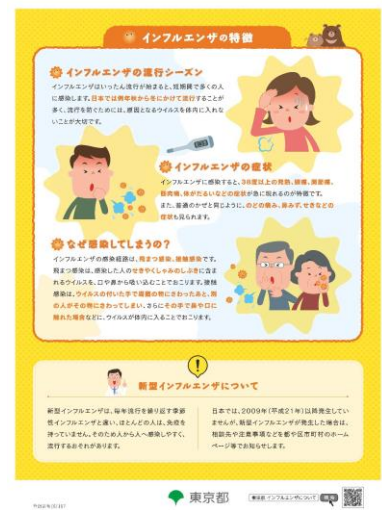 インフルエンザの特徴
インフルエンザの流行シーズン
インフルエンザはいったん流行が始まると、短期間で多くの人
に感染します。日本では例年秋から冬にかけて流行することが
多く、流行を防ぐためには、原因となるウイルスを体内に入れな
いことが大切です。
インフルエンザの症状
インフルエンザに感染すると、38度以上の発熱、頭痛、関節痛、
筋肉痛、体がだるいなどの症状が急に現れるのが特徴です。
また、普通のかぜと同じように、のどの痛み、鼻みず、せきなどの
症状も見られます。
なぜ感染してしまうの？
インフルエンザの感染経路は、飛まつ感染、接触感染です。
飛まつ感染は、感染した人のせきやくしゃみのしぶきに含ま
れるウイルスを、口や鼻から吸い込むことでおこります。接触
感染は、ウイルスの付いた手で周囲の物にさわったあと、別
の人がその物にさわってしまい、さらにその手で鼻や口に
触れた場合などに、ウイルスが体内に入ることでおこります。
新型インフルエンザについて
新型インフルエンザは、毎年流行を繰り返す季節
性インフルエンザと違い、ほとんどの人は、免疫を
持っていません。そのため人から人へ感染しやすく、
流行するおそれがあります。
日本では、2009年(平成21年)以降発生してい
ませんが、新型インフルエンザが発生した場合は、
相談先や注意事項などを都や区市町村のホーム
ページ等でお知らせします。
東京都
東京都 インフルエンザについて 検索